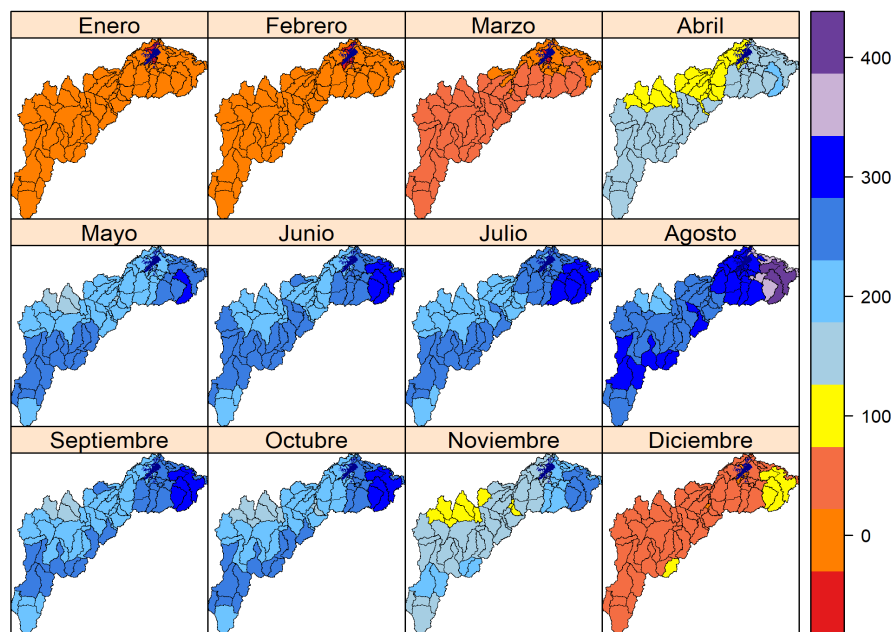 Enero Febrero Marzo Abril
Mayo Junio Julio Agosto
Septiembre Octubre Noviembre Diciembre
400
300
200
100
0